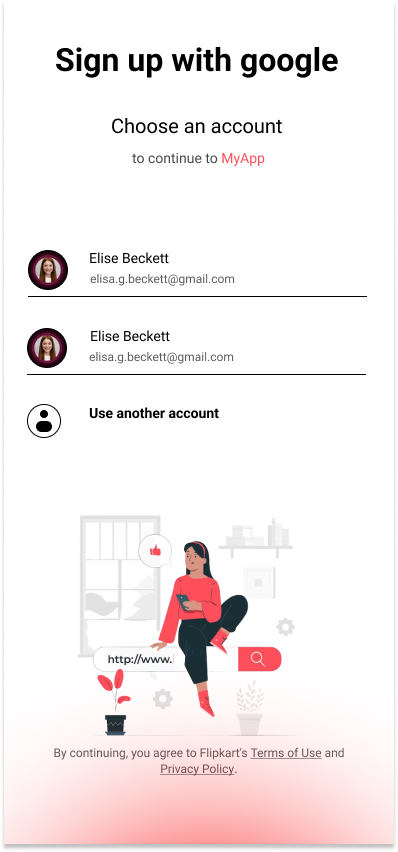 Sign up with google
Choose an account
to continue to MyApp
Elise Beckett
elisa.g.beckett@gmail.com
Elise Beckett
elisa.g.beckett@gmail.com
Use another account
http://www.
By continuing, you agree to Flipkart's Terms of Use and
Privacy Policy.